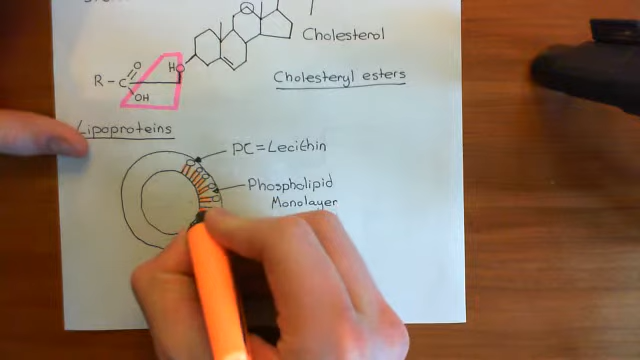 Cholesterol
R - C
O
OH
HO
Cholesteryl esters
Lipoproteins
PC = Lecithin
Phospholipid
Monolayer